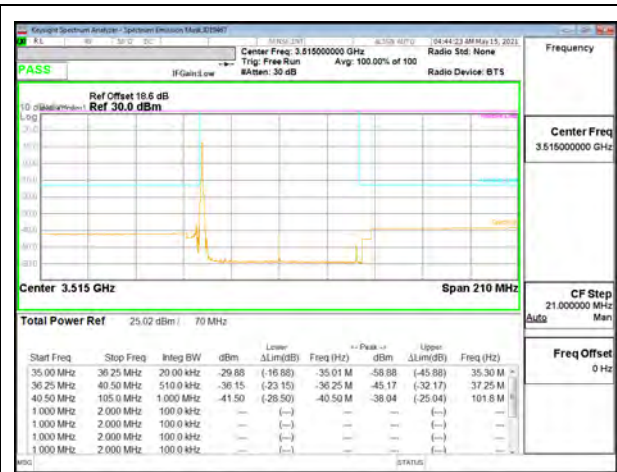 Keysight Spectrum Analyzer - Spectrum Emission Mask
RL RF 50 Ω DC SENSE:INT ALIGN AUTO 04:44:23 AM May 15, 2021
Center Freq: 3.515000000 GHz Radio Std: None
Trig: Free Run Avg: 100.00% of 100
PASS IFGain:Low #Atten: 30 dB Radio Device: BTS
Frequency
Ref Offset 18.6 dB
10 dB Ref 30.0 dBm
Log
Center 3.515 GHz Span 210 MHz
Center Freq
3.515000000 GHz
CF Step
21.000000 MHz
Auto Man
Freq Offset
0 Hz
Total Power Ref 25.02 dBm / 70 MHz
Lower <-- Peak --> Upper
Start Freq Stop Freq Integ BW dBm ΔLim(dB) Freq (Hz) dBm ΔLim(dB) Freq (Hz)
35.00 MHz 36.25 MHz 20.00 kHz -29.88 (-16.88) -35.01 M -58.88 (-45.88) 35.30 M
36.25 MHz 40.50 MHz 510.0 kHz -36.15 (-23.15) -36.25 M -45.17 (-32.17) 37.25 M
40.50 MHz 105.0 MHz 1.000 MHz -41.50 (-28.50) -40.50 M -38.04 (-25.04) 101.8 M
1.000 MHz 2.000 MHz 100.0 kHz --- (---) --- --- (---) ---
1.000 MHz 2.000 MHz 100.0 kHz --- (---) --- --- (---) ---
1.000 MHz 2.000 MHz 100.0 kHz --- (---) --- --- (---) ---
1.000 MHz 2.000 MHz 100.0 kHz --- (---) --- --- (---) ---
MSG STATUS